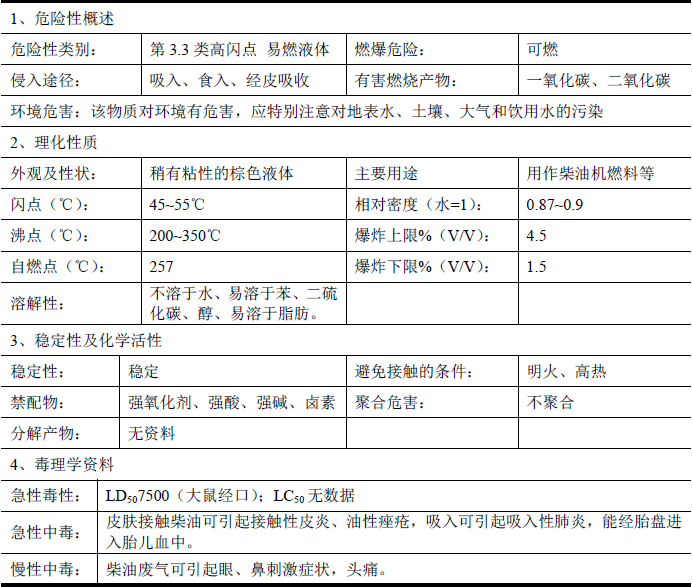 1、危险性概述
危险性类别： 第 3.3 类高闪点 易燃液体 燃爆危险： 可燃
侵入途径： 吸入、食入、经皮吸收 有害燃烧产物： 一氧化碳、二氧化碳
环境危害：该物质对环境有危害，应特别注意对地表水、土壤、大气和饮用水的污染
2、理化性质
外观及性状： 稍有粘性的棕色液体 主要用途 用作柴油机燃料等
闪点（℃）： 45~55℃ 相对密度（水=1）： 0.87~0.9
沸点（℃）： 200~350℃ 爆炸上限%（V/V）： 4.5
自燃点（℃）： 257 爆炸下限%（V/V）： 1.5
溶解性： 不溶于水、易溶于苯、二硫
化碳、醇、易溶于脂肪。
3、稳定性及化学活性
稳定性： 稳定 避免接触的条件： 明火、高热
禁配物： 强氧化剂、强酸、强碱、卤素 聚合危害： 不聚合
分解产物： 无资料
4、毒理学资料
急性毒性： LD₅₀7500（大鼠经口）；LC₅₀无数据
急性中毒： 皮肤接触柴油可引起接触性皮炎、油性痤疮，吸入可引起吸入性肺炎，能经胎盘进
入胎儿血中。
慢性中毒： 柴油废气可引起眼、鼻刺激症状，头痛。